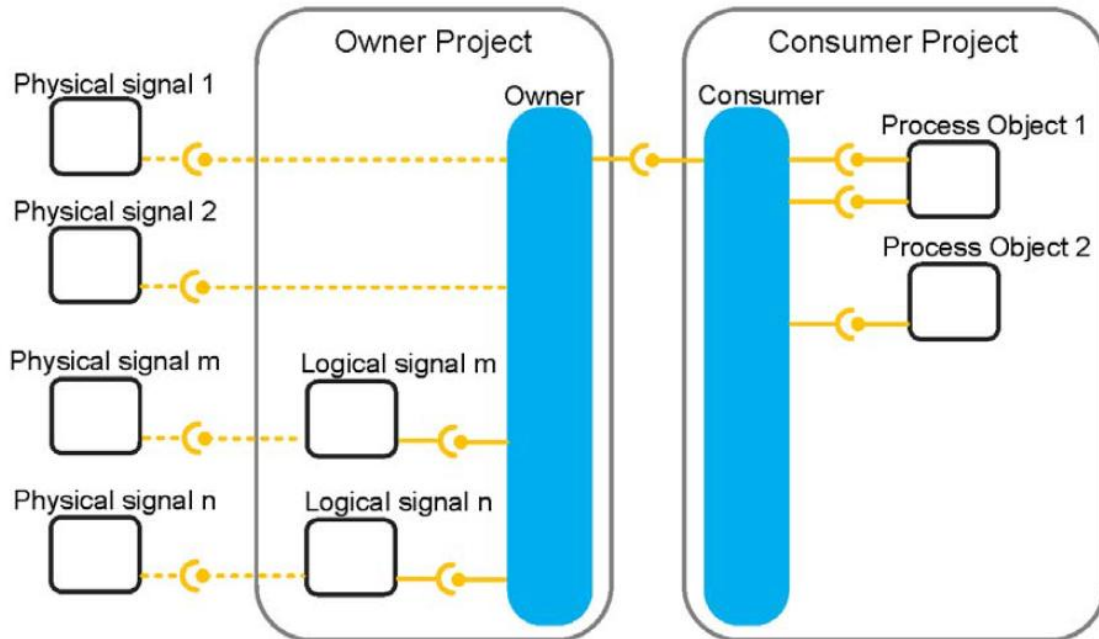 Owner Project
Consumer Project
Physical signal 1
Owner
Consumer
Process Object 1
Physical signal 2
Process Object 2
Physical signal m
Logical signal m
Physical signal n
Logical signal n